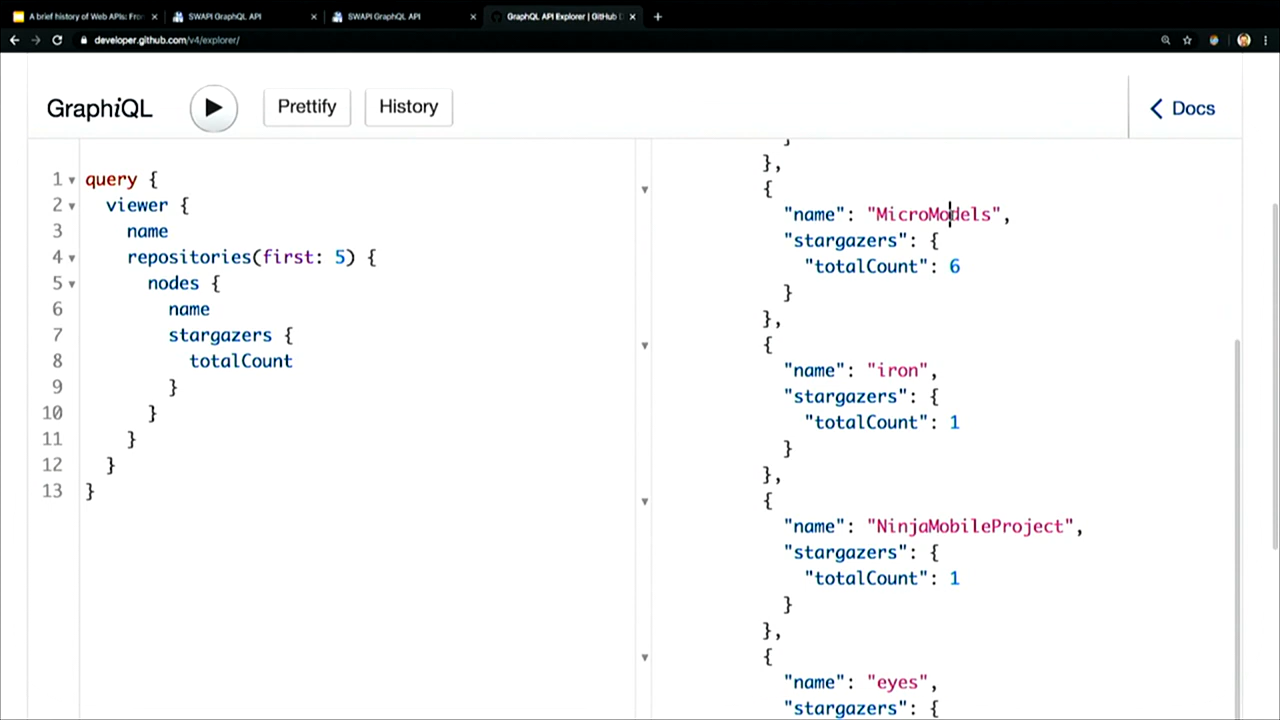 A brief history of Web APIs: Fro
SWAPI GraphQL API
SWAPI GraphQL API
GraphQL API Explorer | GitHub D
developer.github.com/v4/explorer/
GraphiQL
Prettify
History
Docs
1 query {
2 viewer {
3 name
4 repositories(first: 5) {
5 nodes {
6 name
7 stargazers {
8 totalCount
9 }
10 }
11 }
12 }
13 }
}
},
{
"name": "MicroModels",
"stargazers": {
"totalCount": 6
}
},
{
"name": "iron",
"stargazers": {
"totalCount": 1
}
},
{
"name": "NinjaMobileProject",
"stargazers": {
"totalCount": 1
}
},
{
"name": "eyes",
"stargazers": {